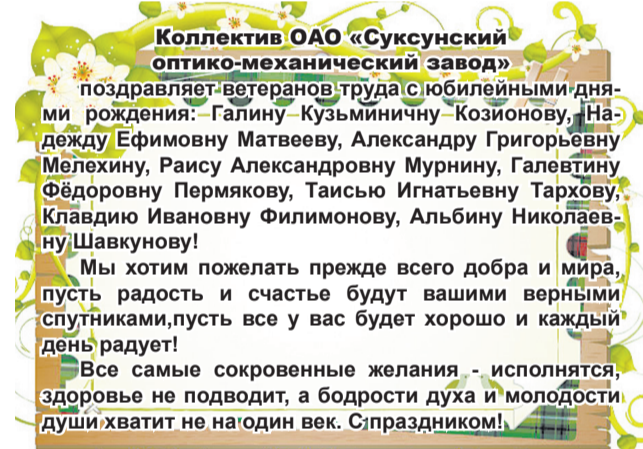 Коллектив ОАО «Суксунский
оптико-механический завод»
поздравляет ветеранов труда с юбилейными дня-
ми рождения: Галину Кузьминичну Козионову, На-
дежду Ефимовну Матвееву, Александру Григорьевну
Мелехину, Раису Александровну Мурнину, Галевтину
Фёдоровну Пермякову, Таисью Игнатьевну Тархову,
Клавдию Ивановну Филимонову, Альбину Николаев-
ну Шавкунову!
Мы хотим пожелать прежде всего добра и мира,
пусть радость и счастье будут вашими верными
спутниками,пусть все у вас будет хорошо и каждый
день радует!
Все самые сокровенные желания - исполнятся,
здоровье не подводит, а бодрости духа и молодости
души хватит не на один век. С праздником!